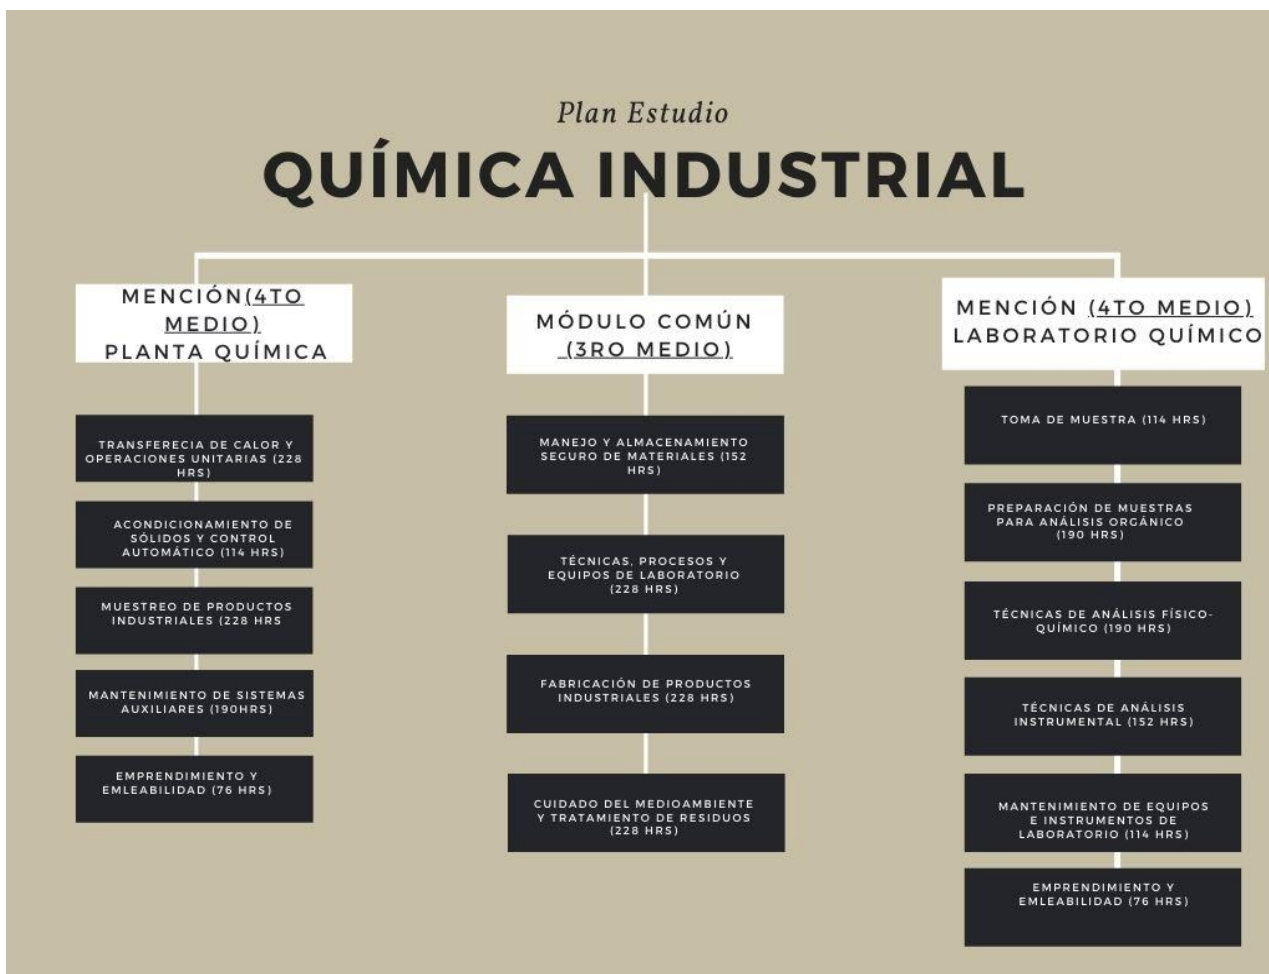 Plan Estudio
QUÍMICA INDUSTRIAL
MENCIÓN(4TO
MEDIO)
PLANTA QUÍMICA
TRANSFERECIA DE CALOR Y
OPERACIONES UNITARIAS (228
HRS)
ACONDICIONAMIENTO DE
SÓLIDOS Y CONTROL
AUTOMÁTICO (114 HRS)
MUESTREO DE PRODUCTOS
INDUSTRIALES (228 HRS
MANTENIMIENTO DE SISTEMAS
AUXILIARES (190HRS)
EMPRENDIMIENTO Y
EMLEABILIDAD (76 HRS)
MÓDULO COMÚN
(3RO MEDIO)
MANEJO Y ALMACENAMIENTO
SEGURO DE MATERIALES (152
HRS)
TÉCNICAS, PROCESOS Y
EQUIPOS DE LABORATORIO
(228 HRS)
FABRICACIÓN DE PRODUCTOS
INDUSTRIALES (228 HRS)
CUIDADO DEL MEDIOAMBIENTE
Y TRATAMIENTO DE RESIDUOS
(228 HRS)
MENCIÓN (4TO MEDIO)
LABORATORIO QUÍMICO
TOMA DE MUESTRA (114 HRS)
PREPARACIÓN DE MUESTRAS
PARA ANÁLISIS ORGÁNICO
(190 HRS)
TÉCNICAS DE ANÁLISIS FÍSICO-
QUÍMICO (190 HRS)
TÉCNICAS DE ANÁLISIS
INSTRUMENTAL (152 HRS)
MANTENIMIENTO DE EQUIPOS
E INSTRUMENTOS DE
LABORATORIO (114 HRS)
EMPRENDIMIENTO Y
EMLEABILIDAD (76 HRS)